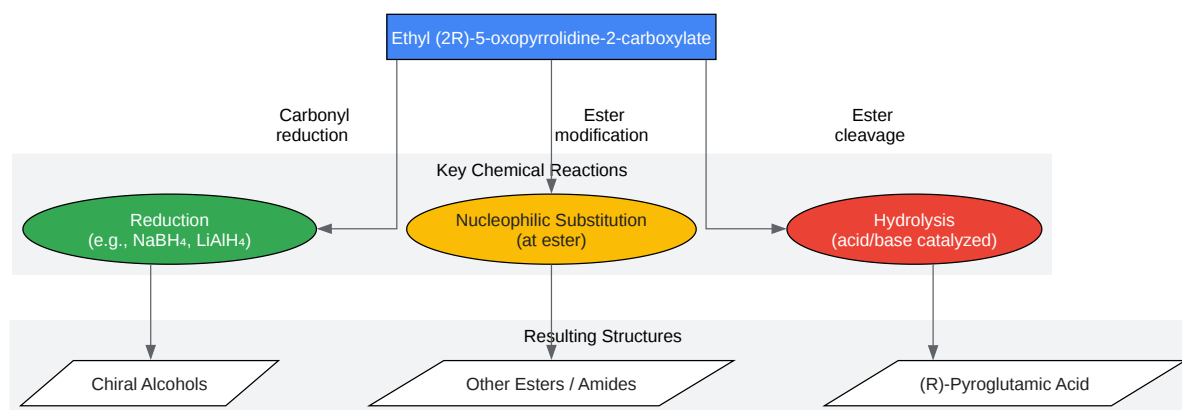 Ethyl (2R)-5-oxopyrrolidine-2-carboxylate
Carbonyl
reduction
Ester
modification
Ester
cleavage
Key Chemical Reactions
Reduction
(e.g., NaBH₄, LiAlH₄)
Nucleophilic Substitution
(at ester)
Hydrolysis
(acid/base catalyzed)
Resulting Structures
Chiral Alcohols
Other Esters / Amides
(R)-Pyroglutamic Acid